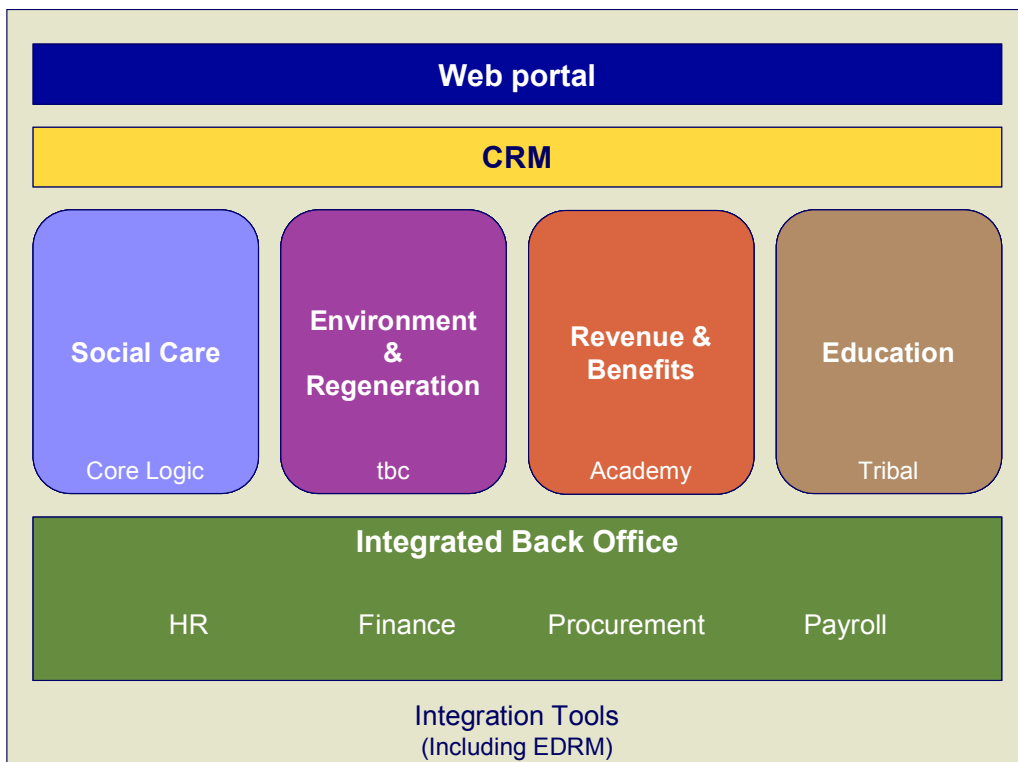 Web portal
CRM
Social Care
Core Logic
Environment
&
Regeneration
tbc
Revenue &
Benefits
Academy
Education
Tribal
Integrated Back Office
HR Finance Procurement Payroll
Integration Tools
(Including EDRM)